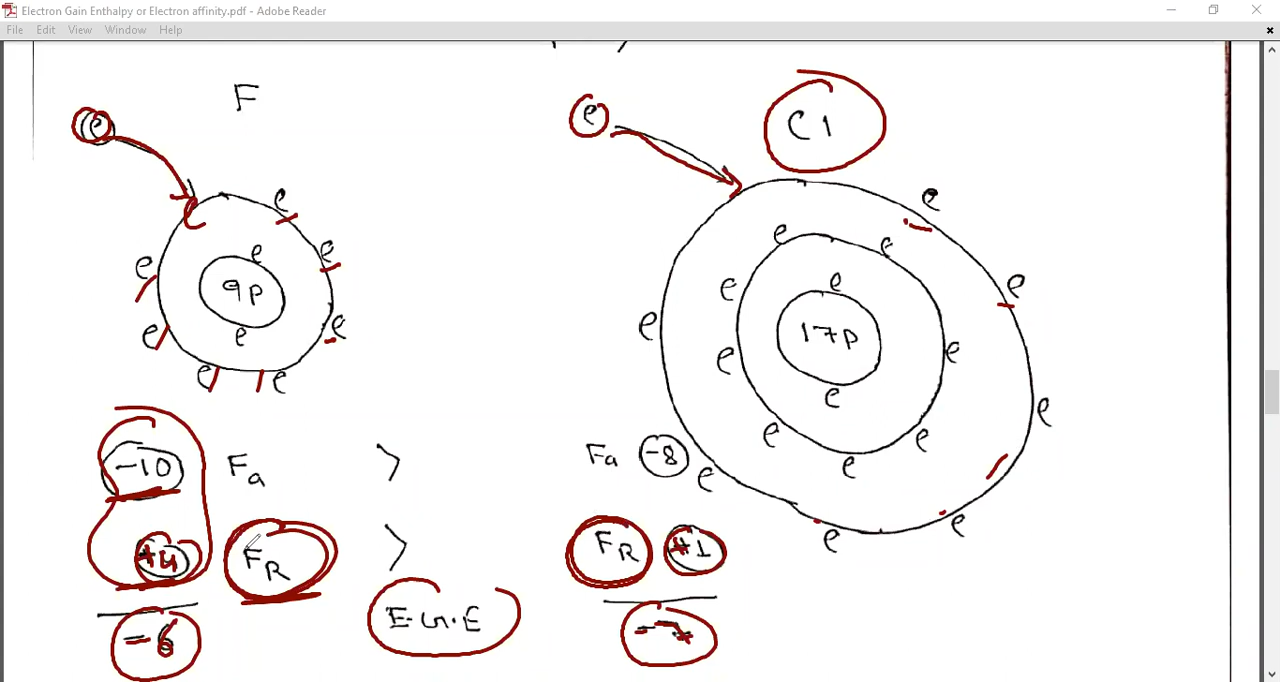 Electron Gain Enthalpy or Electron affinity.pdf - Adobe Reader
File Edit View Window Help
F
e
Cl
e
e
e
e
e
e
e
e
e
9P
e
e
e
e
e
e
e
e
e
e
e
17P
e
e
e
e
e
e
e
e
e
e
-10 Fa > Fa -8
+4 FR > FR +1
-6 E.G.E -7